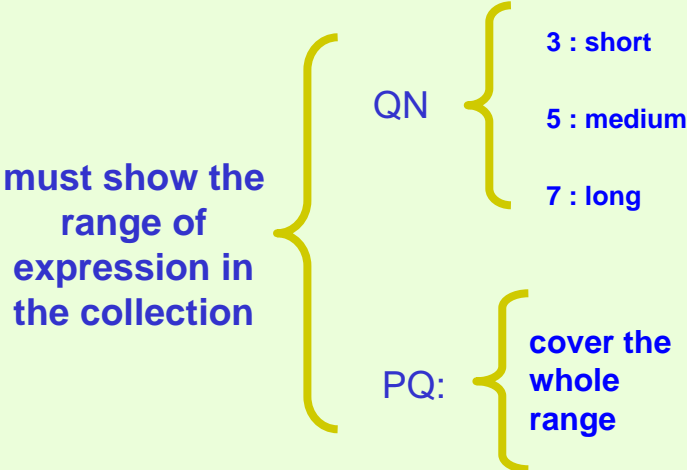 must show the
range of
expression in
the collection
QN
3 : short
5 : medium
7 : long
PQ:
cover the
whole
range